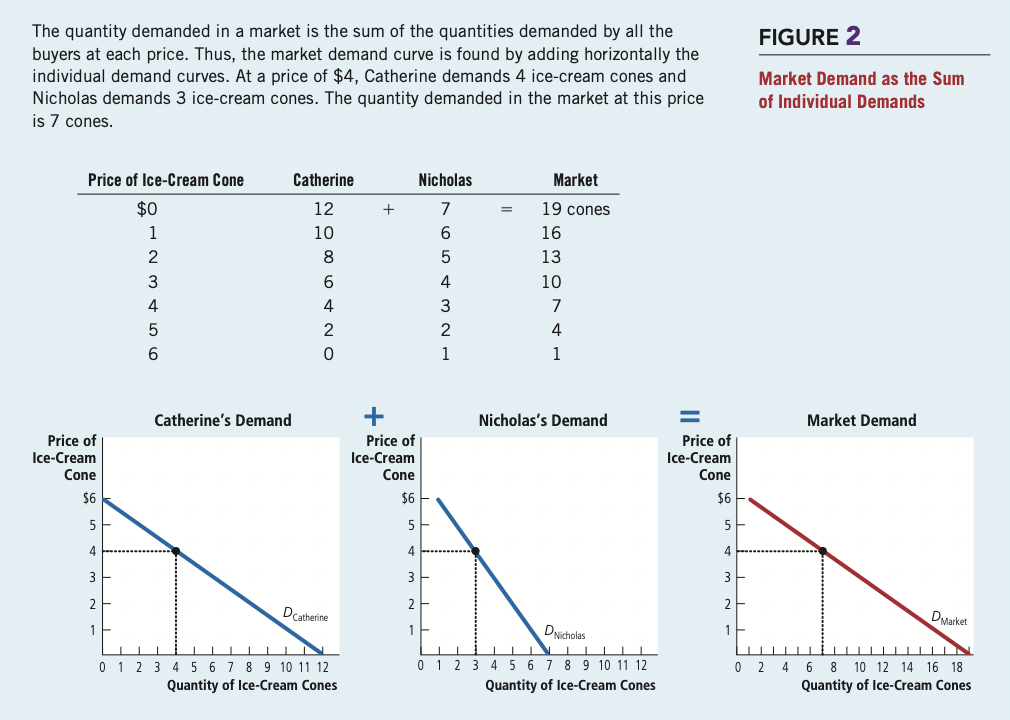 The quantity demanded in a market is the sum of the quantities demanded by all the
buyers at each price. Thus, the market demand curve is found by adding horizontally the
individual demand curves. At a price of $4, Catherine demands 4 ice-cream cones and
Nicholas demands 3 ice-cream cones. The quantity demanded in the market at this price
is 7 cones.
FIGURE 2
Market Demand as the Sum
of Individual Demands
Price of Ice-Cream Cone Catherine Nicholas Market
$0 12 + 7 = 19 cones
1 10 6 16
2 8 5 13
3 6 4 10
4 4 3 7
5 2 2 4
6 0 1 1
Catherine's Demand + Nicholas's Demand = Market Demand
Price of
Ice-Cream
Cone
$6
5
4
3
2
1
D Catherine
0 1 2 3 4 5 6 7 8 9 10 11 12
Quantity of Ice-Cream Cones
Price of
Ice-Cream
Cone
$6
5
4
3
2
1
D Nicholas
0 1 2 3 4 5 6 7 8 9 10 11 12
Quantity of Ice-Cream Cones
Price of
Ice-Cream
Cone
$6
5
4
3
2
1
D Market
0 2 4 6 8 10 12 14 16 18
Quantity of Ice-Cream Cones